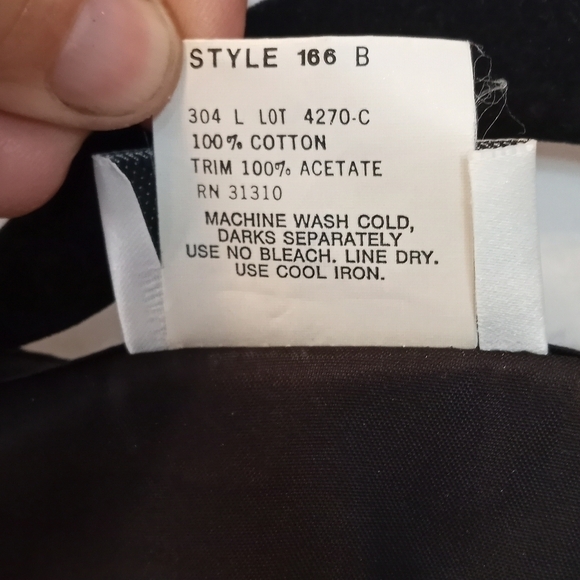 STYLE 166 B
304 L LOT 4270-C
100% COTTON
TRIM 100% ACETATE
RN 31310
MACHINE WASH COLD,
DARKS SEPARATELY
USE NO BLEACH. LINE DRY.
USE COOL IRON.